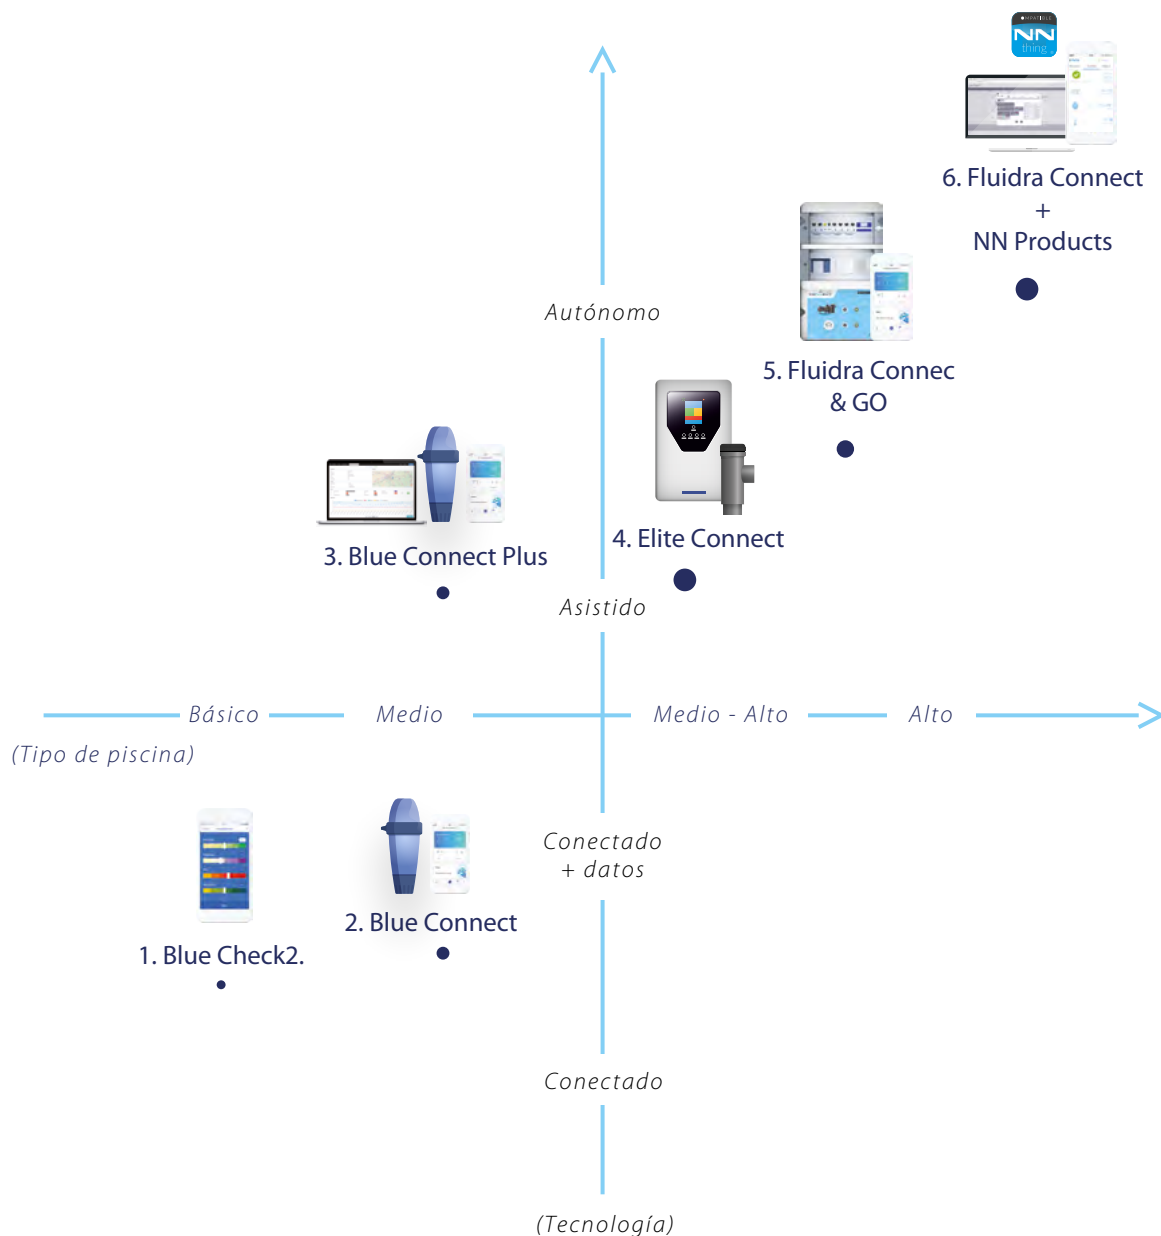 COMPATIBLE
NN
thing
6. Fluidra Connect
+
NN Products
Autónomo
5. Fluidra Connec
& GO
3. Blue Connect Plus
4. Elite Connect
Asistido
Básico
Medio
Medio - Alto
Alto
(Tipo de piscina)
Conectado
+ datos
2. Blue Connect
1. Blue Check2.
Conectado
(Tecnología)